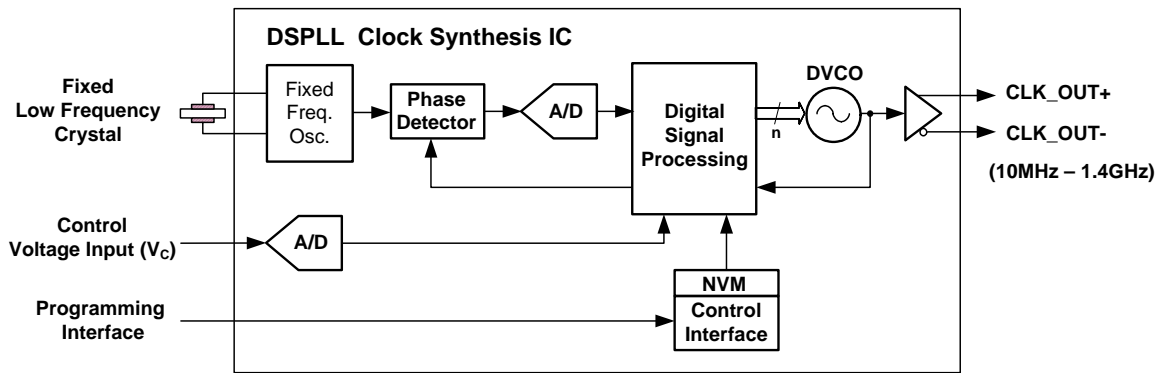 DSPLL Clock Synthesis IC
Fixed
Low Frequency
Crystal
Fixed
Freq.
Osc.
Phase
Detector
A/D
Digital
Signal
Processing
n
DVCO
CLK_OUT+
CLK_OUT-
(10MHz – 1.4GHz)
Control
Voltage Input (VC)
A/D
Programming
Interface
NVM
Control
Interface